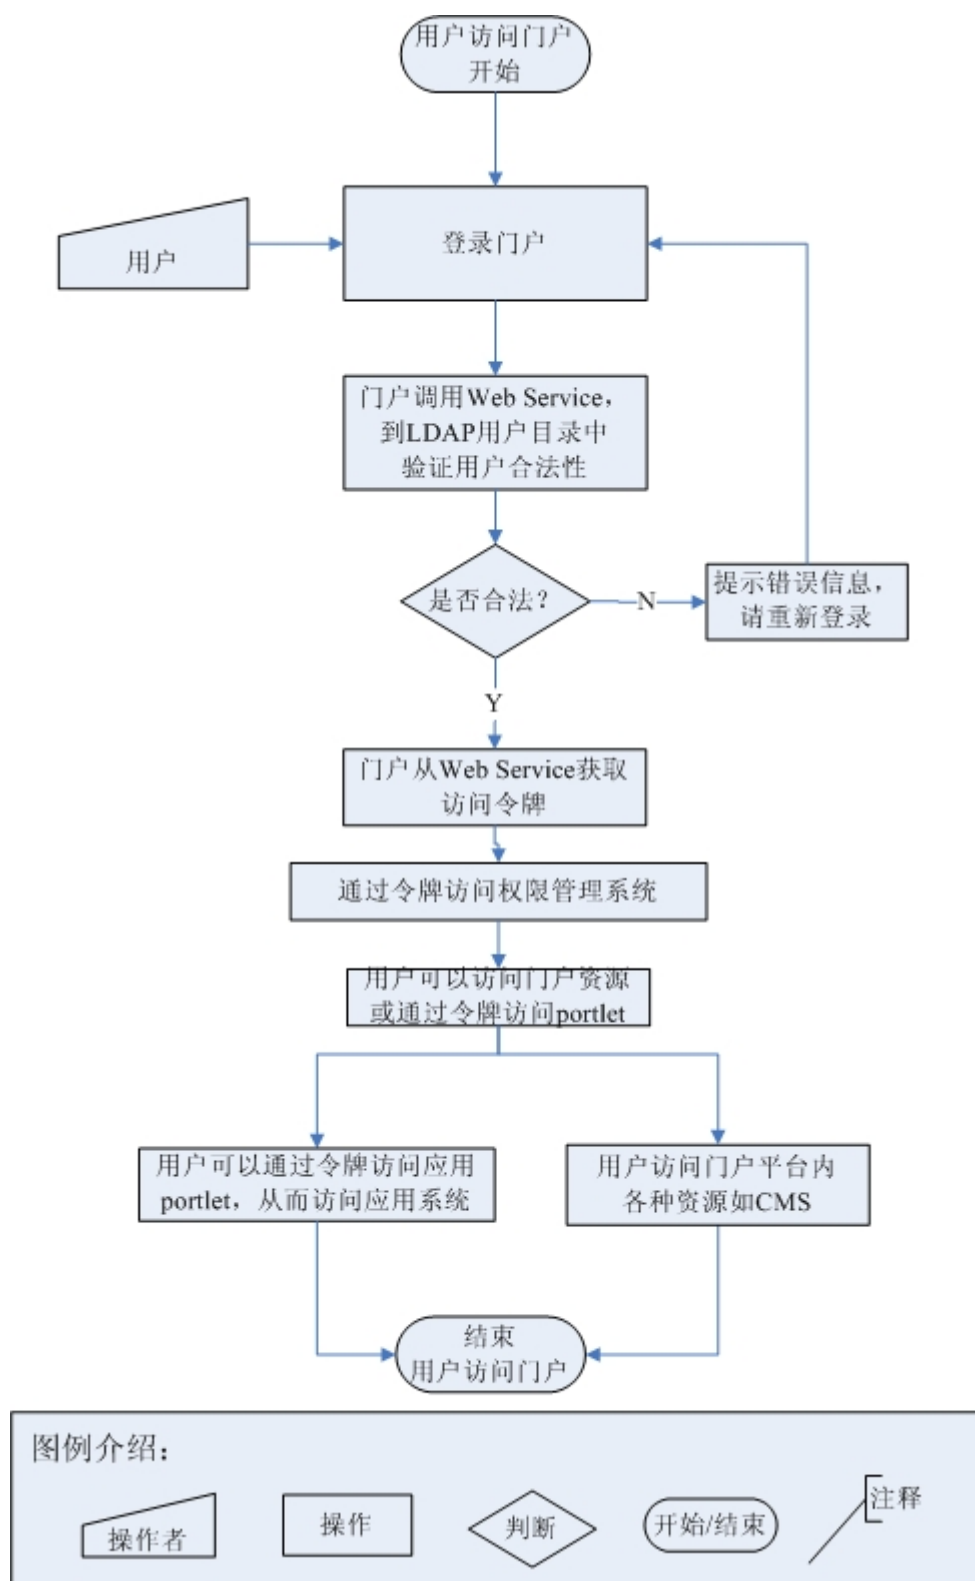 用户访问门户
开始
登录门户
用户
门户调用Web Service，
到LDAP用户目录中
验证用户合法性
是否合法？
N
提示错误信息，
请重新登录
Y
门户从Web Service获取
访问令牌
通过令牌访问权限管理系统
用户可以访问门户资源
或通过令牌访问portlet
用户可以通过令牌访问应用
portlet，从而访问应用系统
用户访问门户平台内
各种资源如CMS
结束
用户访问门户
图例介绍：
操作者
操作
判断
开始/结束
注释